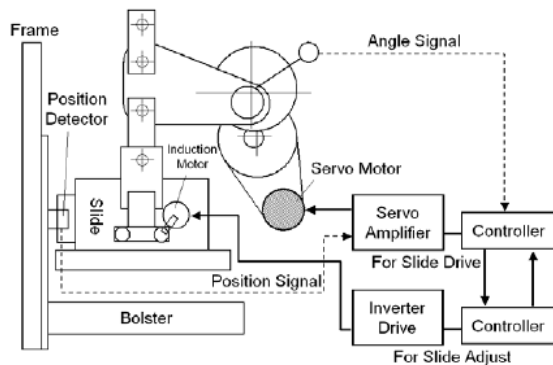 Frame
Angle Signal
Position
Detector
Induction
Motor
Servo Motor
Slide
Servo
Amplifier
Controller
For Slide Drive
Position Signal
Inverter
Drive
Controller
Bolster
For Slide Adjust